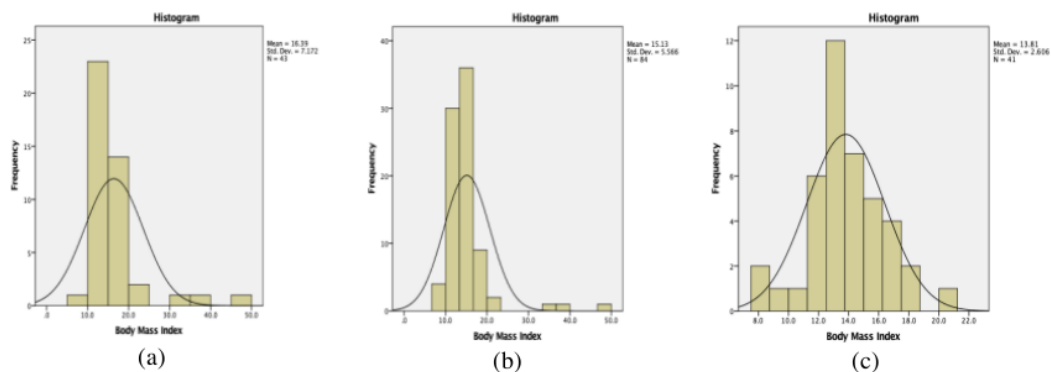 Histogram
Mean = 16.39
Std. Dev. = 7.172
N = 43
25
20
15
10
5
0
Frequency
.0 10.0 20.0 30.0 40.0 50.0
Body Mass Index
(a)
Histogram
Mean = 15.13
Std. Dev. = 5.566
N = 84
40
30
20
10
0
Frequency
.0 10.0 20.0 30.0 40.0 50.0
Body Mass Index
(b)
Histogram
Mean = 13.81
Std. Dev. = 2.606
N = 41
12
10
8
6
4
2
0
Frequency
8.0 10.0 12.0 14.0 16.0 18.0 20.0 22.0
Body Mass Index
(c)